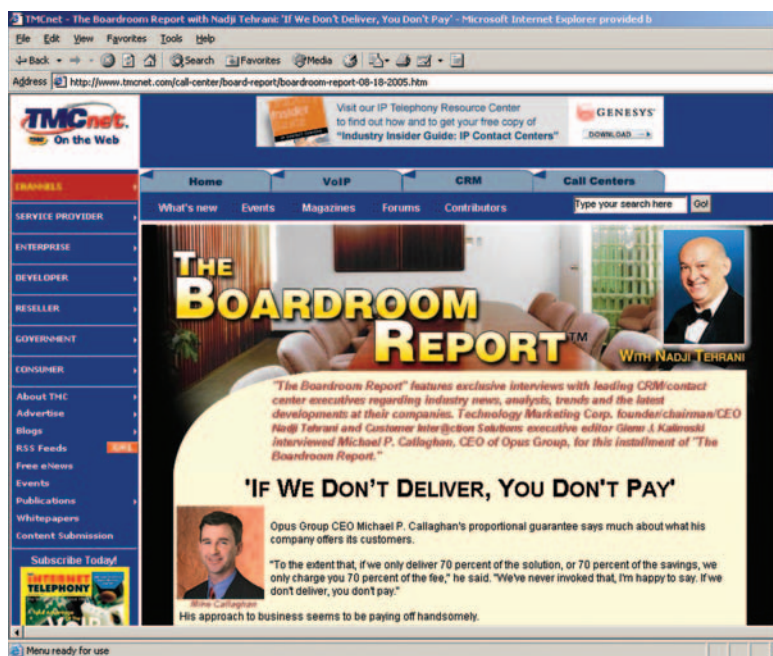 TMCnet - The Boardroom Report with Nadji Tehrani: 'If We Don't Deliver, You Don't Pay' - Microsoft Internet Explorer provided b
File Edit View Favorites Tools Help
Back Search Favorites Media
Address http://www.tmcnet.com/call-center/board-report/boardroom-report-08-18-2005.htm
TMCnet.
TMC On the Web
Insider
Visit our IP Telephony Resource Center
to find out how and to get your free copy of
"Industry Insider Guide: IP Contact Centers"
GENESYS
DOWNLOAD
Home VoIP CRM Call Centers
What's new Events Magazines Forums Contributors Type your search here Go!
CHANNELS
SERVICE PROVIDER
ENTERPRISE
DEVELOPER
RESELLER
GOVERNMENT
CONSUMER
About TMC
Advertise
Blogs
RSS Feeds
Free eNews
Events
Publications
Whitepapers
Content Submission
Subscribe Today!
INTERNET
TELEPHONY
VoIP
THE
BOARDROOM
REPORT™
WITH NADJI TEHRANI
"The Boardroom Report" features exclusive interviews with leading CRM/contact
center executives regarding industry news, analysis, trends and the latest
developments at their companies. Technology Marketing Corp. founder/chairman/CEO
Nadji Tehrani and Customer Inter@ction Solutions executive editor Glenn J. Kalinoski
interviewed Michael P. Callaghan, CEO of Opus Group, for this installment of "The
Boardroom Report."
'IF WE DON'T DELIVER, YOU DON'T PAY'
Opus Group CEO Michael P. Callaghan's proportional guarantee says much about what his
company offers its customers.
"To the extent that, if we only deliver 70 percent of the solution, or 70 percent of the savings, we
only charge you 70 percent of the fee," he said. "We've never invoked that, I'm happy to say. If we
don't deliver, you don't pay."
Mike Callaghan
His approach to business seems to be paying off handsomely.
Menu ready for use